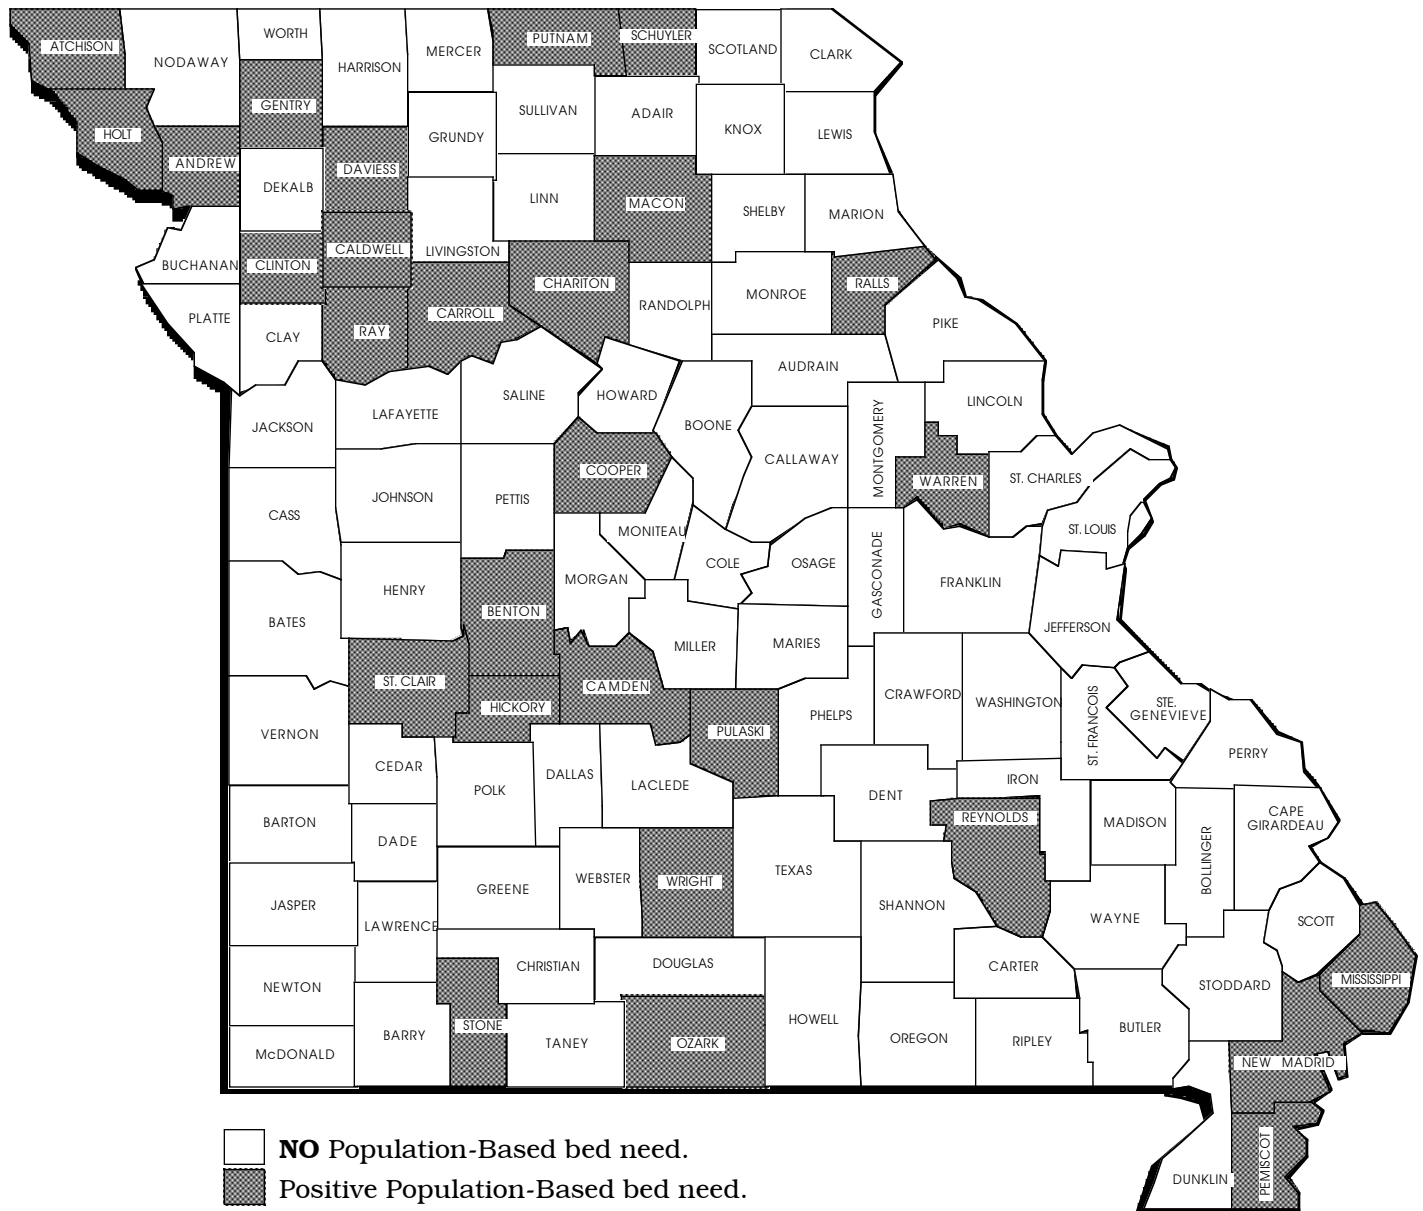 ATCHISON
NODAWAY
WORTH
HARRISON
MERCER
PUTNAM
SCHUYLER
SCOTLAND
CLARK
HOLT
GENTRY
GRUNDY
SULLIVAN
ADAIR
KNOX
LEWIS
ANDREW
DEKALB
DAVIESS
LINN
MACON
SHELBY
MARION
BUCHANAN
CLINTON
CALDWELL
LIVINGSTON
CHARITON
RANDOLPH
MONROE
RALLS
PLATTE
CLAY
RAY
CARROLL
PIKE
AUDRAIN
JACKSON
LAFAYETTE
SALINE
HOWARD
BOONE
CALLAWAY
MONTGOMERY
LINCOLN
CASS
JOHNSON
PETTIS
COOPER
WARREN
ST. CHARLES
ST. LOUIS
MONITEAU
COLE
OSAGE
GASCONADE
FRANKLIN
BATES
HENRY
BENTON
MORGAN
MILLER
MARIES
JEFFERSON
VERNON
ST. CLAIR
HICKORY
CAMDEN
PULASKI
PHELPS
CRAWFORD
WASHINGTON
ST. FRANCOIS
STE.
GENEVIEVE
PERRY
CEDAR
POLK
DALLAS
LACLEDE
DENT
IRON
REYNOLDS
MADISON
BOLLINGER
CAPE
GIRARDEAU
BARTON
DADE
GREENE
WEBSTER
WRIGHT
TEXAS
SHANNON
WAYNE
SCOTT
JASPER
LAWRENCE
CHRISTIAN
DOUGLAS
CARTER
STODDARD
MISSISSIPPI
NEWTON
BARRY
STONE
TANEY
OZARK
HOWELL
OREGON
RIPLEY
BUTLER
NEW MADRID
McDONALD
DUNKLIN
PEMISCOT
NO Population-Based bed need.
Positive Population-Based bed need.